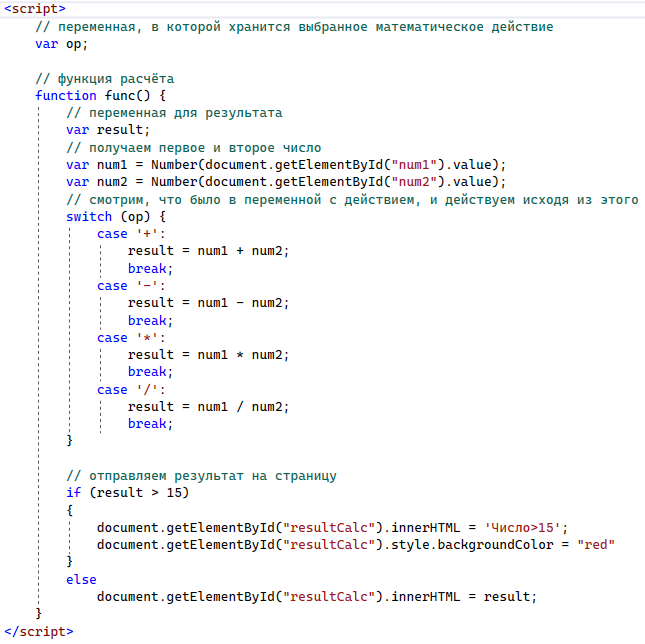 <script>
// переменная, в которой хранится выбранное математическое действие
var op;
// функция расчёта
function func() {
// переменная для результата
var result;
// получаем первое и второе число
var num1 = Number(document.getElementById("num1").value);
var num2 = Number(document.getElementById("num2").value);
// смотрим, что было в переменной с действием, и действуем исходя из этого
switch (op) {
case '+':
result = num1 + num2;
break;
case '-':
result = num1 - num2;
break;
case '*':
result = num1 * num2;
break;
case '/':
result = num1 / num2;
break;
}
// отправляем результат на страницу
if (result > 15)
{
document.getElementById("resultCalc").innerHTML = 'Число>15';
document.getElementById("resultCalc").style.backgroundColor = "red"
}
else
document.getElementById("resultCalc").innerHTML = result;
}
</script>